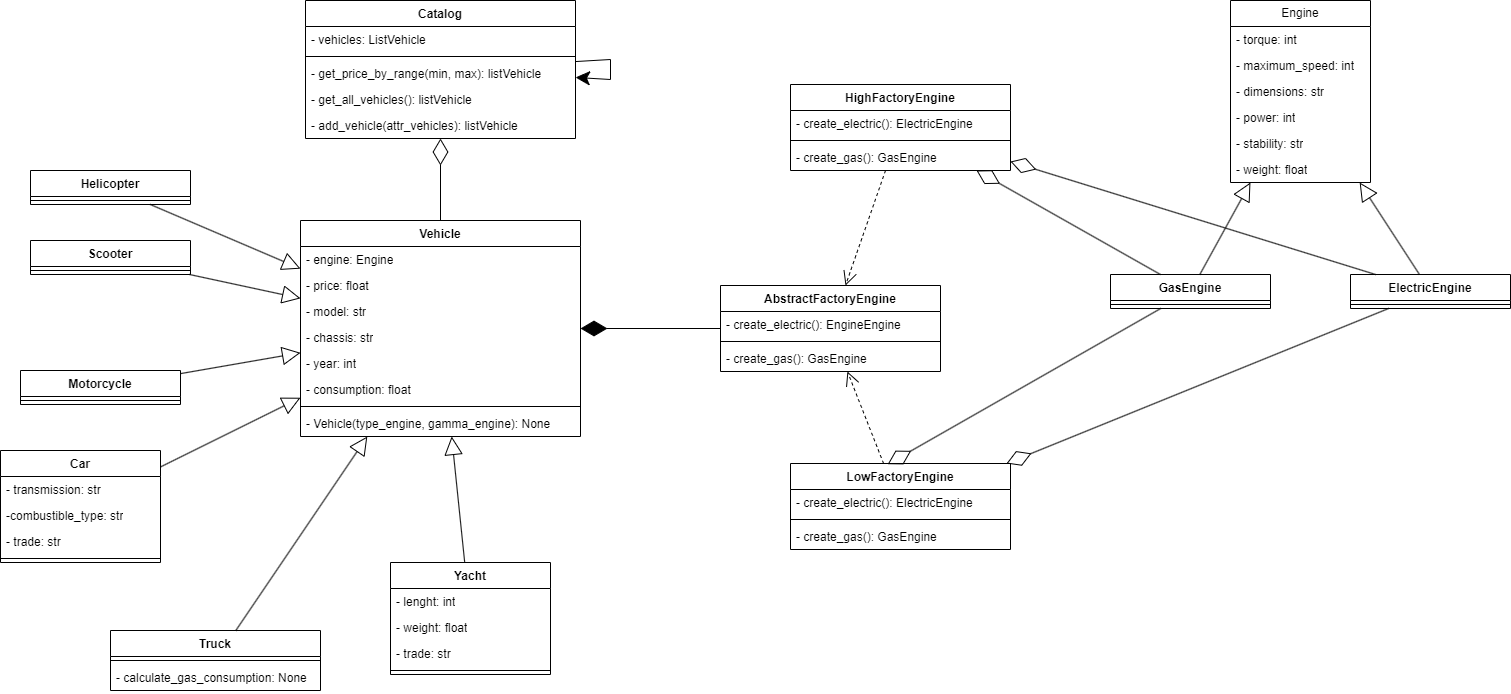 Catalog
- vehicles: ListVehicle
- get_price_by_range(min, max): listVehicle
- get_all_vehicles(): listVehicle
- add_vehicle(attr_vehicles): listVehicle
Engine
- torque: int
- maximum_speed: int
- dimensions: str
- power: int
- stability: str
- weight: float
HighFactoryEngine
- create_electric(): ElectricEngine
- create_gas(): GasEngine
Helicopter
Scooter
Vehicle
- engine: Engine
- price: float
- model: str
- chassis: str
- year: int
- consumption: float
- Vehicle(type_engine, gamma_engine): None
AbstractFactoryEngine
- create_electric(): EngineEngine
- create_gas(): GasEngine
GasEngine
ElectricEngine
Motorcycle
Car
- transmission: str
-combustible_type: str
- trade: str
LowFactoryEngine
- create_electric(): ElectricEngine
- create_gas(): GasEngine
Yacht
- lenght: int
- weight: float
- trade: str
Truck
- calculate_gas_consumption: None